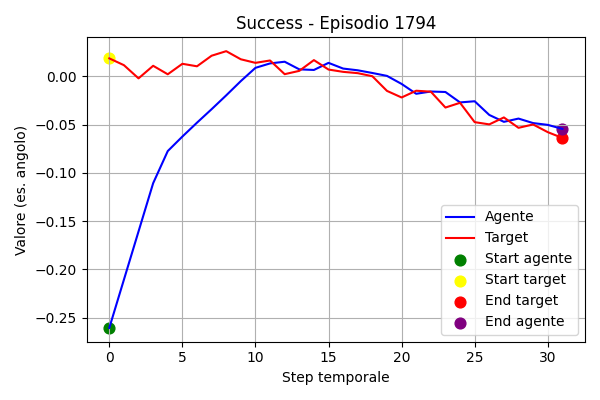 Success - Episodio 1794
Valore (es. angolo)
0.00
−0.05
−0.10
−0.15
−0.20
−0.25
0 5 10 15 20 25 30
Step temporale
Agente
Target
Start agente
Start target
End target
End agente